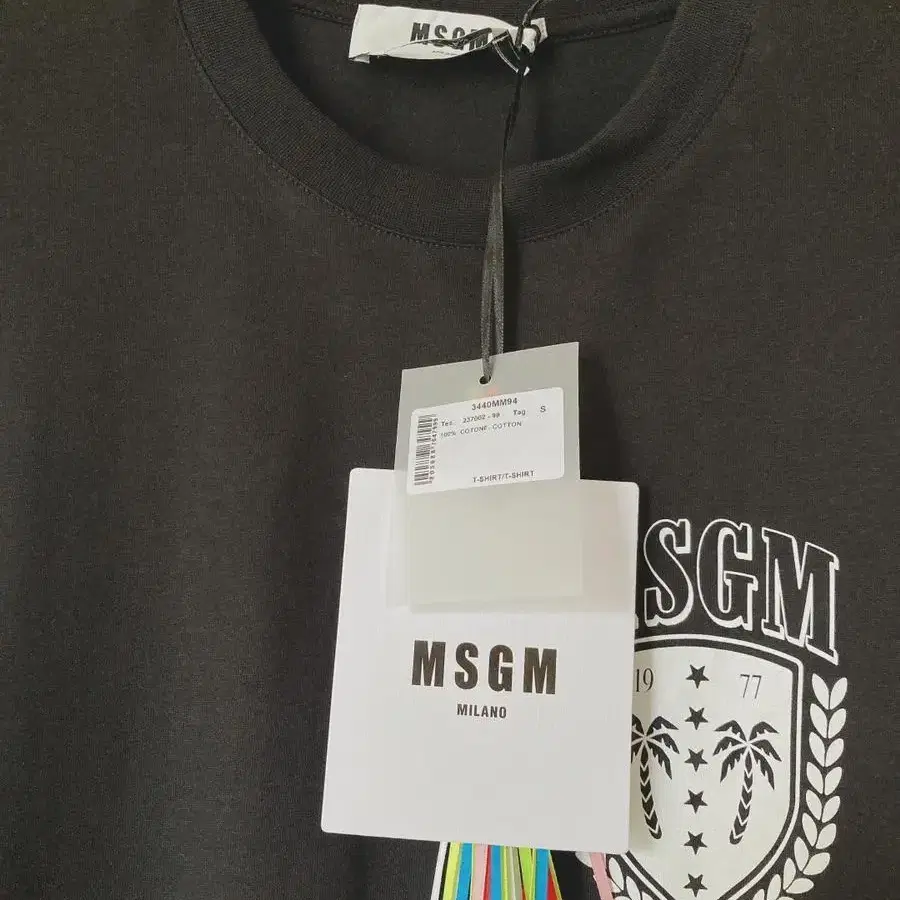 MSGM
3440MM94
Tes. 237002 - 99 Tag. S
100% COTONE- COTTON
T-SHIRT/T-SHIRT
MSGM
MILANO
MSGM
19 77